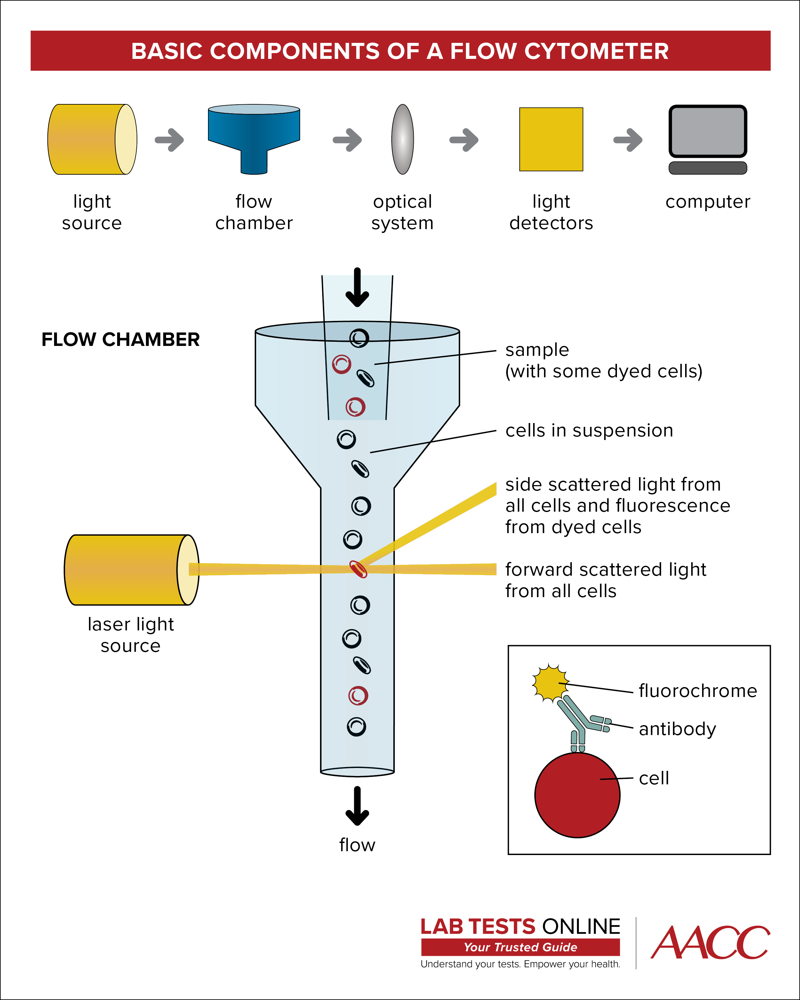 BASIC COMPONENTS OF A FLOW CYTOMETER
light
source
flow
chamber
optical
system
light
detectors
computer
FLOW CHAMBER
sample
(with some dyed cells)
cells in suspension
side scattered light from
all cells and fluorescence
from dyed cells
forward scattered light
from all cells
laser light
source
fluorochrome
antibody
cell
flow
LAB TESTS ONLINE
Your Trusted Guide
Understand your tests. Empower your health.
AACC